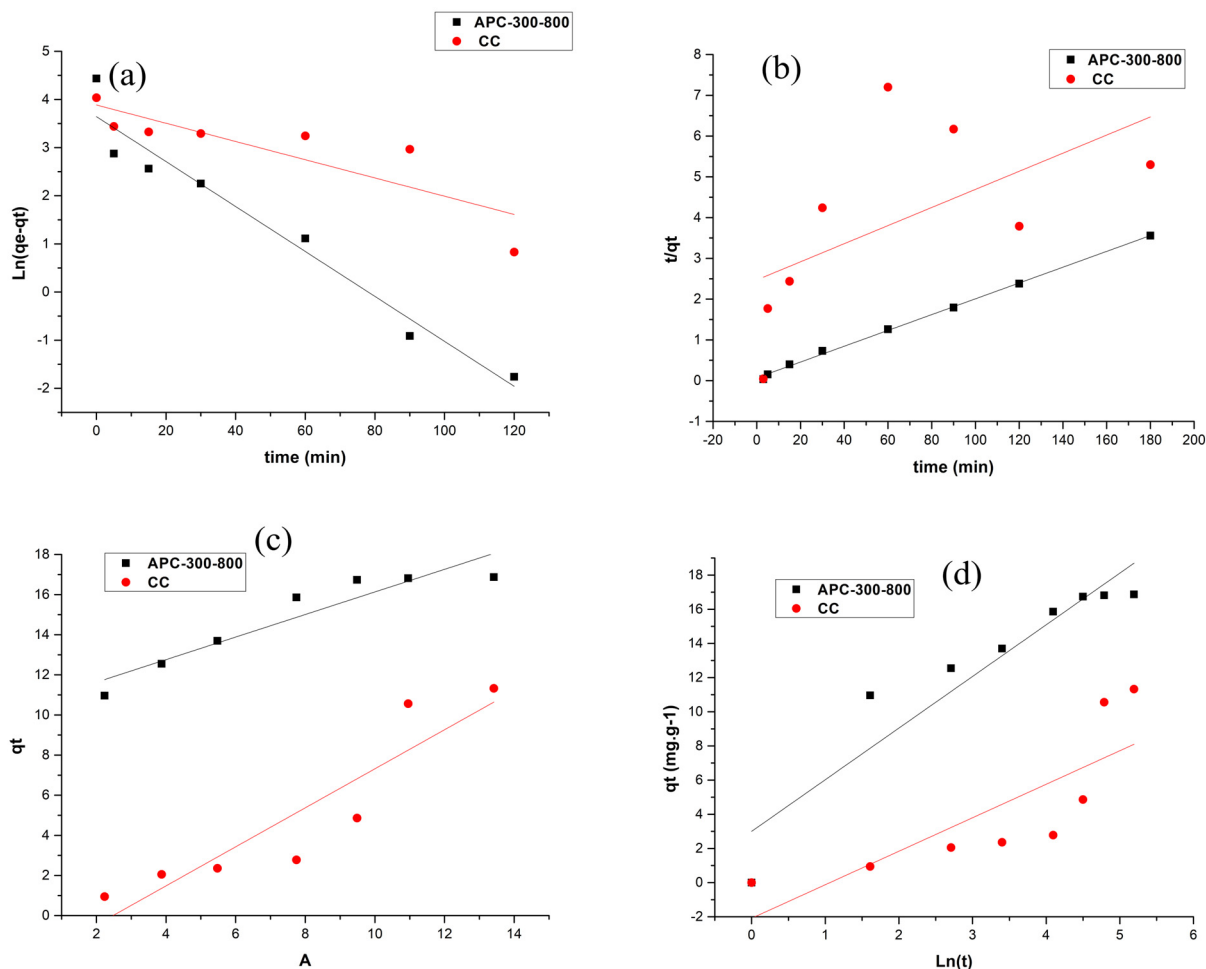 APC-300-800
CC
(a)
5
4
3
2
1
0
-1
-2
Ln(qe-qt)
0 20 40 60 80 100 120
time (min)
(b)
APC-300-800
CC
8
7
6
5
4
3
2
1
0
-1
t/qt
-20 0 20 40 60 80 100 120 140 160 180 200
time (min)
(c)
APC-300-800
CC
18
16
14
12
10
8
6
4
2
0
qt
2 4 6 8 10 12 14
A
(d)
APC-300-800
CC
18
16
14
12
10
8
6
4
2
0
-2
qt (mg.g-1)
0 1 2 3 4 5 6
Ln(t)